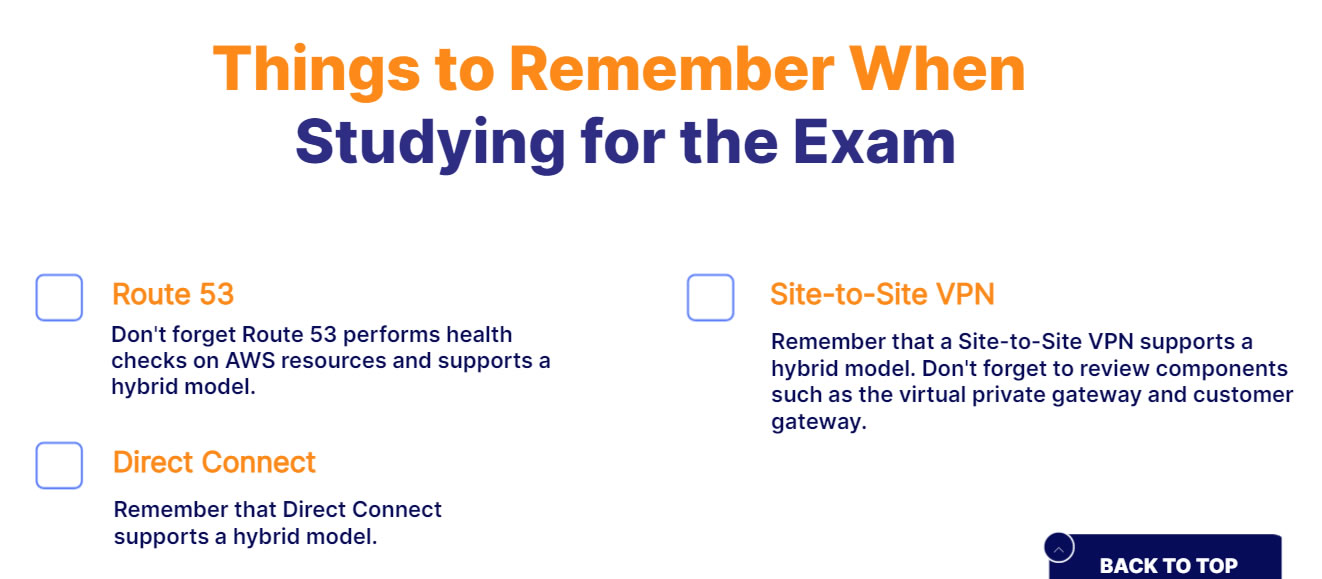 Things to Remember When
Studying for the Exam
Route 53
Don't forget Route 53 performs health
checks on AWS resources and supports a
hybrid model.
Direct Connect
Remember that Direct Connect
supports a hybrid model.
Site-to-Site VPN
Remember that a Site-to-Site VPN supports a
hybrid model. Don't forget to review components
such as the virtual private gateway and customer
gateway.
BACK TO TOP